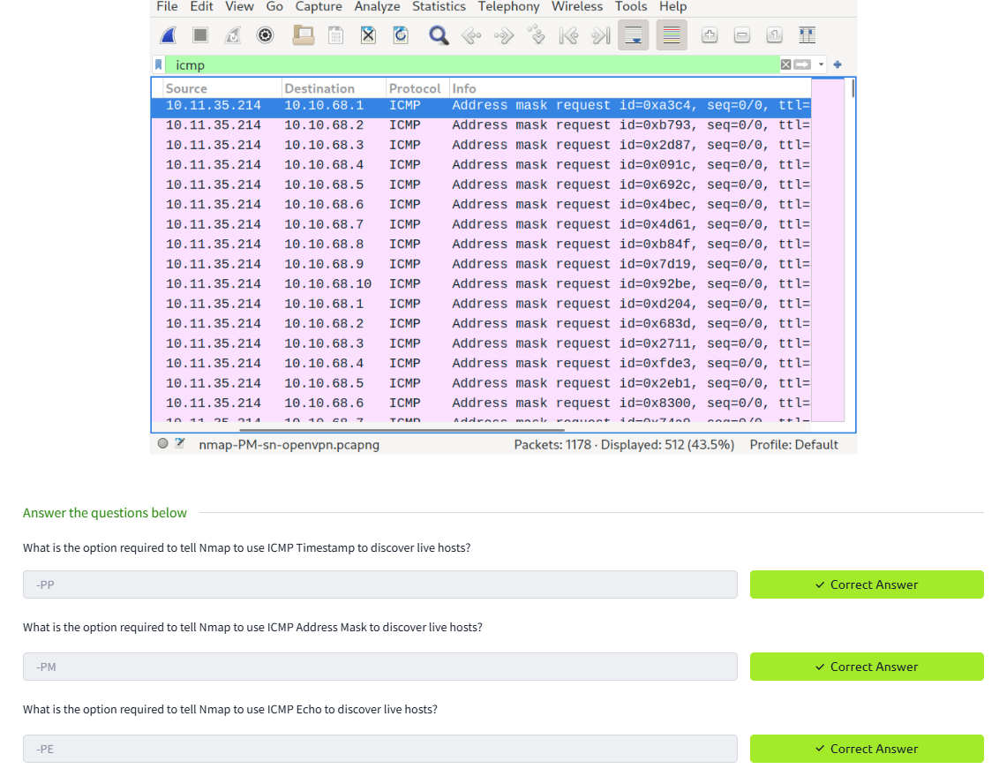 File Edit View Go Capture Analyze Statistics Telephony Wireless Tools Help
icmp
Source Destination Protocol Info
10.11.35.214 10.10.68.1 ICMP Address mask request id=0xa3c4, seq=0/0, ttl=
10.11.35.214 10.10.68.2 ICMP Address mask request id=0xb793, seq=0/0, ttl=
10.11.35.214 10.10.68.3 ICMP Address mask request id=0x2d87, seq=0/0, ttl=
10.11.35.214 10.10.68.4 ICMP Address mask request id=0x091c, seq=0/0, ttl=
10.11.35.214 10.10.68.5 ICMP Address mask request id=0x692c, seq=0/0, ttl=
10.11.35.214 10.10.68.6 ICMP Address mask request id=0x4bec, seq=0/0, ttl=
10.11.35.214 10.10.68.7 ICMP Address mask request id=0x4d61, seq=0/0, ttl=
10.11.35.214 10.10.68.8 ICMP Address mask request id=0xb84f, seq=0/0, ttl=
10.11.35.214 10.10.68.9 ICMP Address mask request id=0x7d19, seq=0/0, ttl=
10.11.35.214 10.10.68.10 ICMP Address mask request id=0x92be, seq=0/0, ttl=
10.11.35.214 10.10.68.1 ICMP Address mask request id=0xd204, seq=0/0, ttl=
10.11.35.214 10.10.68.2 ICMP Address mask request id=0x683d, seq=0/0, ttl=
10.11.35.214 10.10.68.3 ICMP Address mask request id=0x2711, seq=0/0, ttl=
10.11.35.214 10.10.68.4 ICMP Address mask request id=0xfde3, seq=0/0, ttl=
10.11.35.214 10.10.68.5 ICMP Address mask request id=0x2eb1, seq=0/0, ttl=
10.11.35.214 10.10.68.6 ICMP Address mask request id=0x8300, seq=0/0, ttl=
10.11.35.214 10.10.68.7 ICMP Address mask request seq=0/0, ttl=
nmap-PM-sn-openvpn.pcapng Packets: 1178 · Displayed: 512 (43.5%) Profile: Default
Answer the questions below
What is the option required to tell Nmap to use ICMP Timestamp to discover live hosts?
-PP ✓ Correct Answer
What is the option required to tell Nmap to use ICMP Address Mask to discover live hosts?
-PM ✓ Correct Answer
What is the option required to tell Nmap to use ICMP Echo to discover live hosts?
-PE ✓ Correct Answer